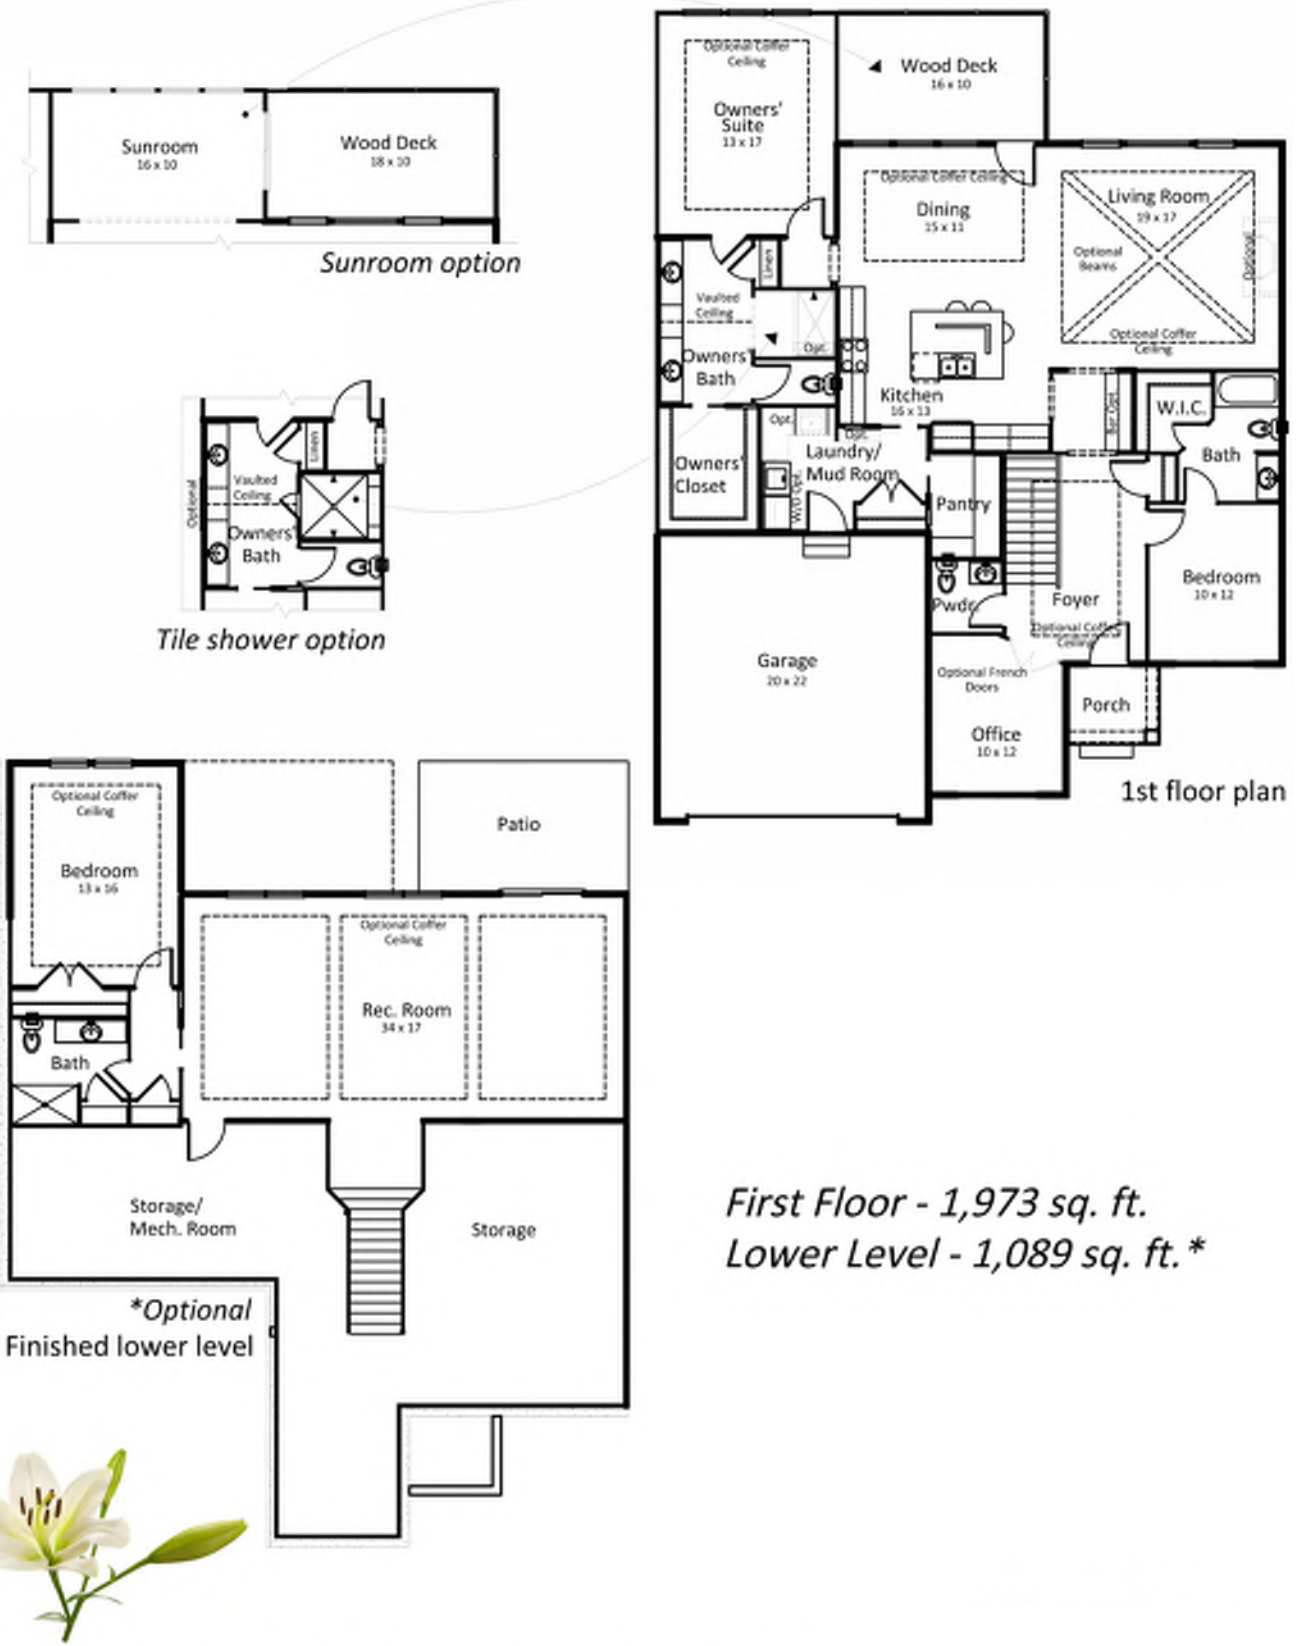 Sunroom
16 x 10
Wood Deck
18 x 10
Sunroom option
Optional
Linen
Vaulted
Ceiling
Owners'
Bath
Tile shower option
Optional Coffer
Ceiling
Owners'
Suite
13 x 17
Wood Deck
16 x 10
Optional Coffer Ceiling
Dining
15 x 11
Living Room
19 x 17
Optional
Beams
Optional
Optional Coffer
Ceiling
Linen
Vaulted
Ceiling
Opt.
Owners'
Bath
Kitchen
16 x 13
Bar Opt.
W.I.C.
Bath
Opt.
Opt.
Owners'
Closet
Laundry/
Mud Room
W/D Opt.
Pantry
Pwdr.
Foyer
Optional Coffer
Ceiling
Bedroom
10 x 12
Garage
20 x 22
Optional French
Doors
Office
10 x 12
Porch
1st floor plan
Optional Coffer
Ceiling
Bedroom
13 x 16
Patio
Optional Coffer
Ceiling
Rec. Room
34 x 17
Bath
Storage/
Mech. Room
Storage
*Optional
Finished lower level
First Floor - 1,973 sq. ft.
Lower Level - 1,089 sq. ft.*